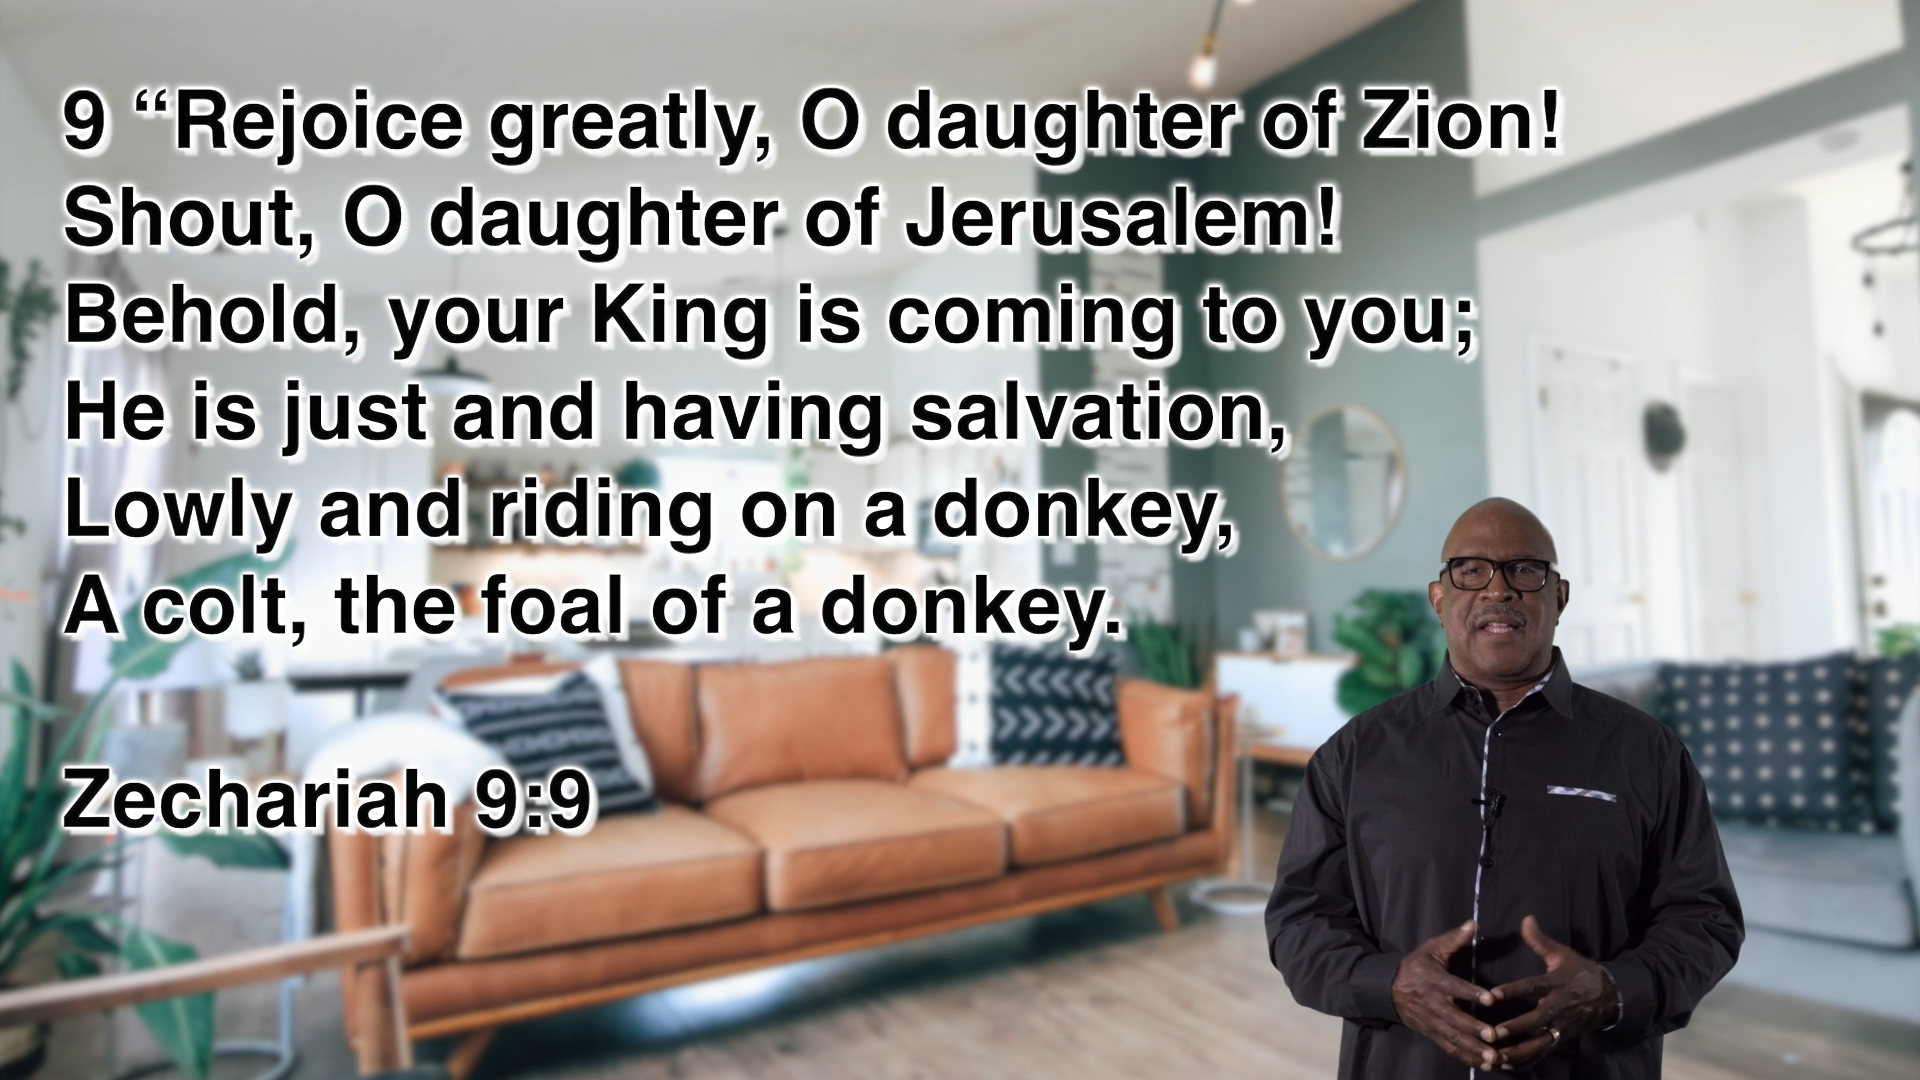 9 “Rejoice greatly, O daughter of Zion!
Shout, O daughter of Jerusalem!
Behold, your King is coming to you;
He is just and having salvation,
Lowly and riding on a donkey,
A colt, the foal of a donkey.
Zechariah 9:9